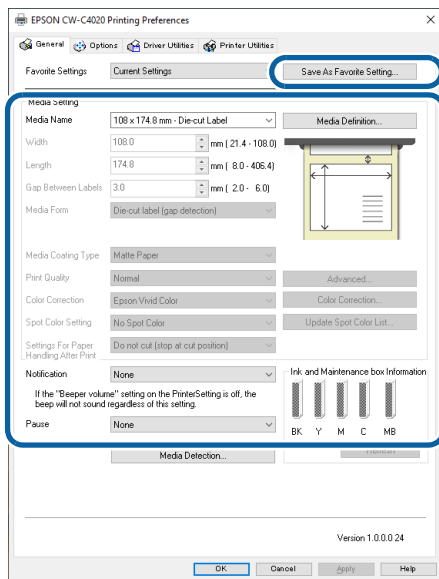 EPSON CW-C4020 Printing Preferences
General Options Driver Utilities Printer Utilities
Favorite Settings Current Settings Save As Favorite Setting...
Media Setting
Media Name 108 x 174.8 mm - Die-cut Label Media Definition...
Width 108.0 mm ( 21.4 - 108.0)
Length 174.8 mm ( 8.0 - 406.4)
Gap Between Labels 3.0 mm ( 2.0 - 6.0)
Media Form Die-cut label (gap detection)
Media Coating Type Matte Paper
Print Quality Normal Advanced...
Color Correction Epson Vivid Color Color Correction...
Spot Color Setting No Spot Color Update Spot Color List...
Settings For Paper
Handling After Print Do not cut (stop at cut position)
Notification None
Ink and Maintenance box Information
If the "Beeper volume" setting on the PrinterSetting is off, the
beep will not sound regardless of this setting.
Pause None
BK Y M C MB
Media Detection... Refresh
Version 1.0.0.0 24
OK Cancel Apply Help